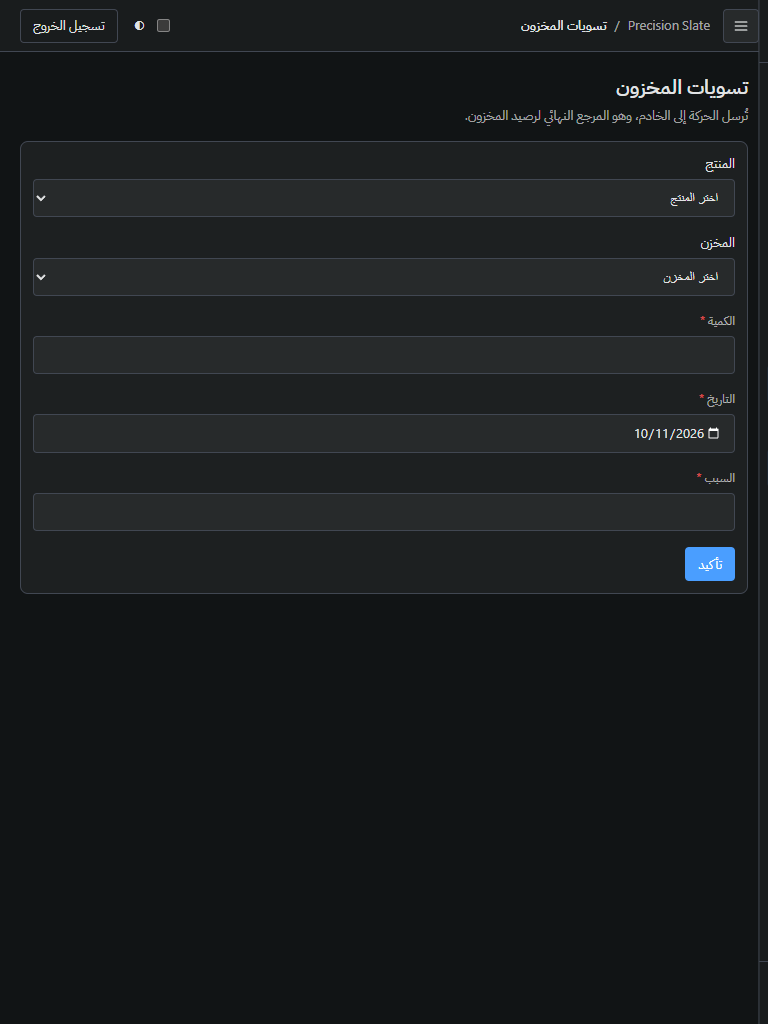 Precision Slate / تسويات المخزون
تسجيل الخروج
تسويات المخزون
تُرسل الحركة إلى الخادم، وهو المرجع النهائي لرصيد المخزون.
المنتج
اختر المنتج
المخزن
اختر المخزن
الكمية *
التاريخ *
10/11/2026
السبب *
تأكيد